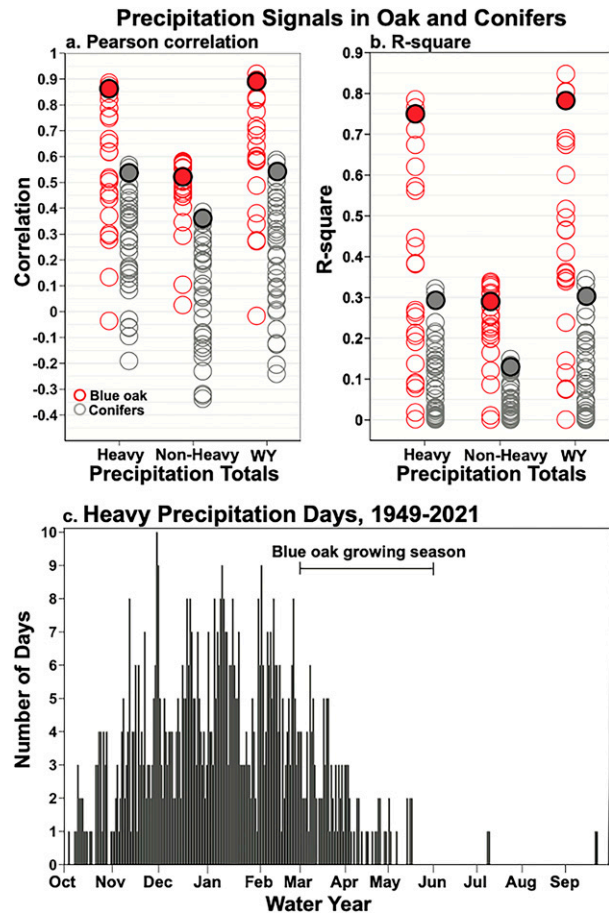 Precipitation Signals in Oak and Conifers
a. Pearson correlation
Correlation
1
0.9
0.8
0.7
0.6
0.5
0.4
0.3
0.2
0.1
0
-0.1
-0.2
-0.3
-0.4
Blue oak
Conifers
Heavy Non-Heavy WY
Precipitation Totals
b. R-square
R-square
0.9
0.8
0.7
0.6
0.5
0.4
0.3
0.2
0.1
0
Heavy Non-Heavy WY
Precipitation Totals
c. Heavy Precipitation Days, 1949-2021
Blue oak growing season
Number of Days
10
9
8
7
6
5
4
3
2
1
0
Oct Nov Dec Jan Feb Mar Apr May Jun Jul Aug Sep
Water Year